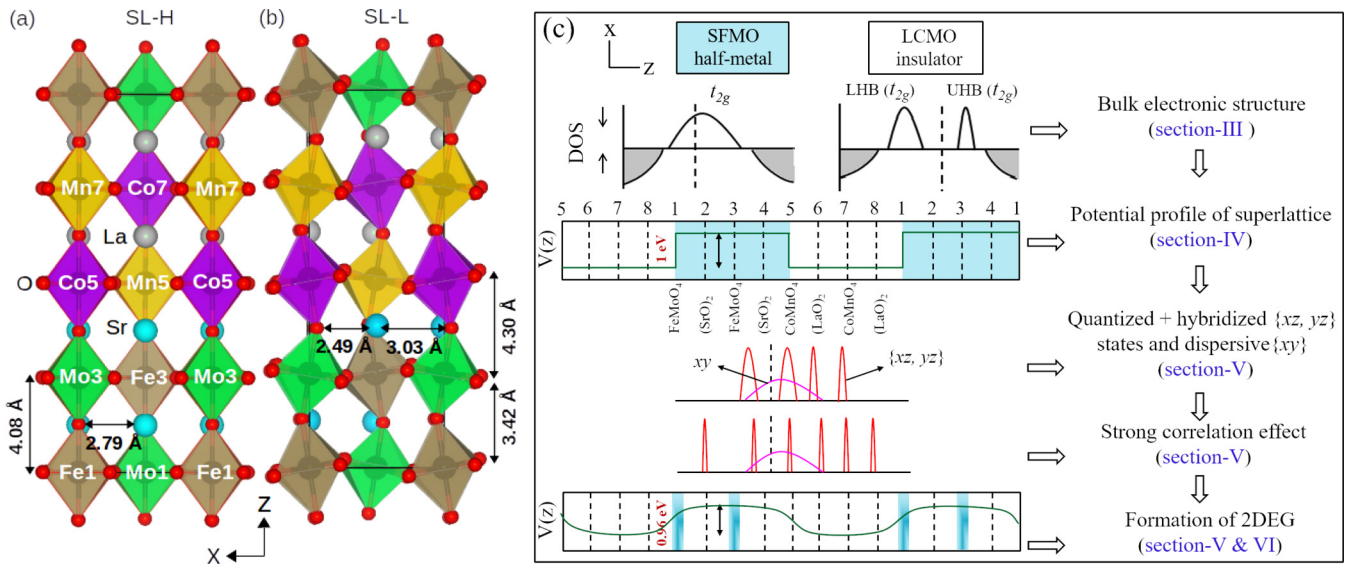 (a)
SL-H
Mn7
Co7
Mn7
La
O
Co5
Mn5
Co5
Sr
Mo3
Fe3
Mo3
4.08 Å
2.79 Å
Fe1
Mo1
Fe1
Z
X
(b)
SL-L
2.49 Å
3.03 Å
4.30 Å
3.42 Å
(c)
X
Z
SFMO
half-metal
LCMO
insulator
DOS
t2g
LHB (t2g)
UHB (t2g)
5 6 7 8 1 2 3 4 5 6 7 8 1 2 3 4 1
V(z)
1 eV
FeMoO4
(SrO)2
FeMoO4
(SrO)2
CoMnO4
(LaO)2
CoMnO4
(LaO)2
xy
{xz, yz}
V(z)
0.96 eV
Bulk electronic structure
(section-III )
Potential profile of superlattice
(section-IV)
Quantized + hybridized {xz, yz}
states and dispersive{xy}
(section-V)
Strong correlation effect
(section-V)
Formation of 2DEG
(section-V & VI)